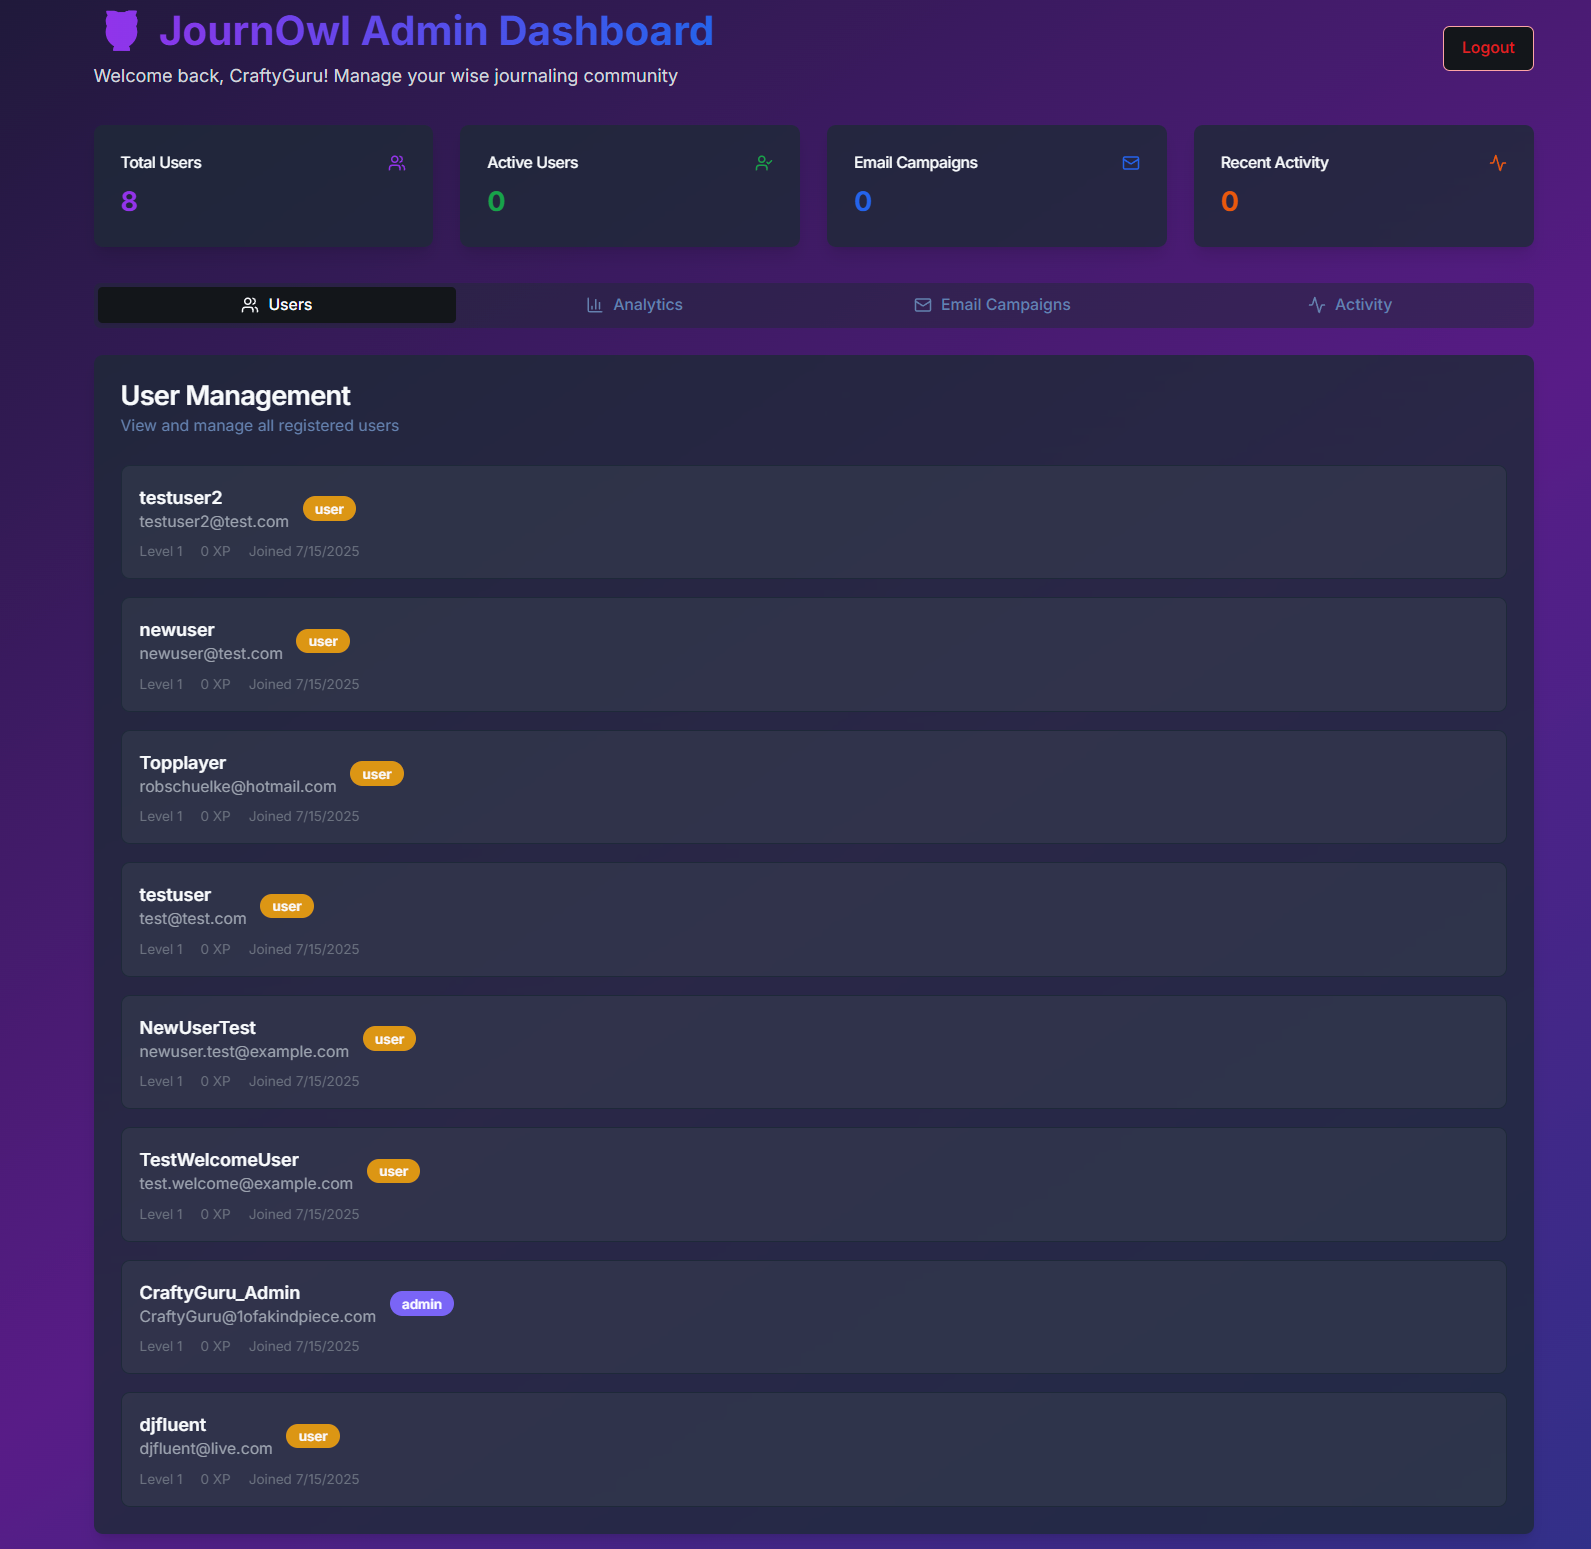 JournOwl Admin Dashboard
Welcome back, CraftyGuru! Manage your wise journaling community
Logout
Total Users
8
Active Users
0
Email Campaigns
0
Recent Activity
0
Users
Analytics
Email Campaigns
Activity
User Management
View and manage all registered users
testuser2
testuser2@test.com
user
Level 1 0 XP Joined 7/15/2025
newuser
newuser@test.com
user
Level 1 0 XP Joined 7/15/2025
Topplayer
robschuelke@hotmail.com
user
Level 1 0 XP Joined 7/15/2025
testuser
test@test.com
user
Level 1 0 XP Joined 7/15/2025
NewUserTest
newuser.test@example.com
user
Level 1 0 XP Joined 7/15/2025
TestWelcomeUser
test.welcome@example.com
user
Level 1 0 XP Joined 7/15/2025
CraftyGuru_Admin
CraftyGuru@1ofakindpiece.com
admin
Level 1 0 XP Joined 7/15/2025
djfluent
djfluent@live.com
user
Level 1 0 XP Joined 7/15/2025